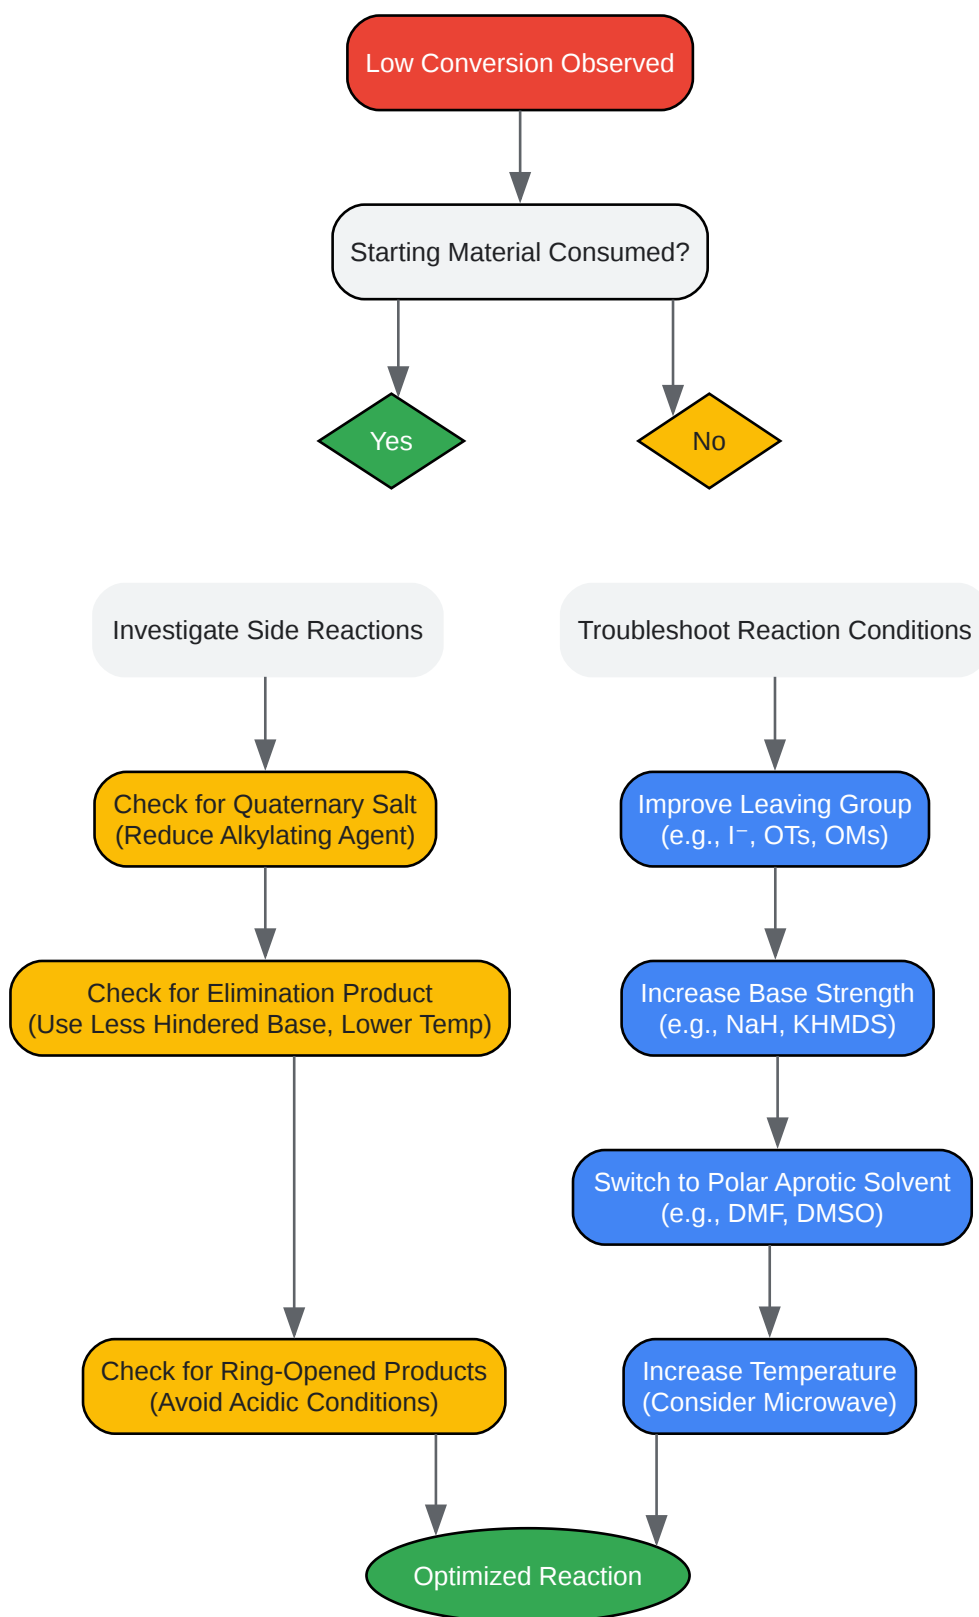 Low Conversion Observed
Starting Material Consumed?
Yes
No
Investigate Side Reactions
Troubleshoot Reaction Conditions
Check for Quaternary Salt
(Reduce Alkylating Agent)
Improve Leaving Group
(e.g., I⁻, OTs, OMs)
Check for Elimination Product
(Use Less Hindered Base, Lower Temp)
Increase Base Strength
(e.g., NaH, KHMDS)
Switch to Polar Aprotic Solvent
(e.g., DMF, DMSO)
Check for Ring-Opened Products
(Avoid Acidic Conditions)
Increase Temperature
(Consider Microwave)
Optimized Reaction